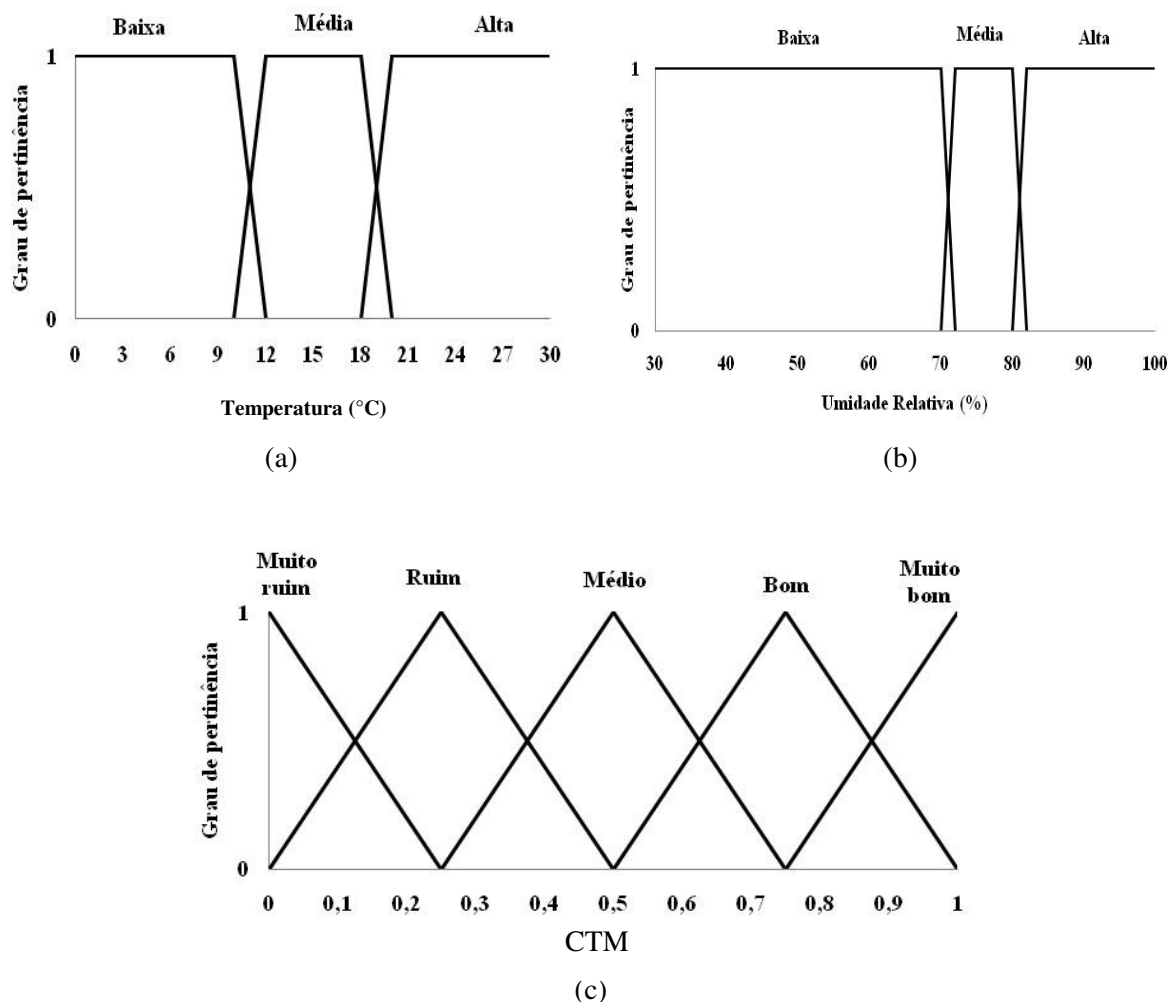 Baixa Média Alta
1
Grau de pertinência
0
0 3 6 9 12 15 18 21 24 27 30
Temperatura (°C)
(a)
Baixa Média Alta
1
Grau de pertinência
0
30 40 50 60 70 80 90 100
Umidade Relativa (%)
(b)
Muito
ruim
Ruim
Médio
Bom
Muito
bom
1
Grau de pertinência
0
0 0,1 0,2 0,3 0,4 0,5 0,6 0,7 0,8 0,9 1
CTM
(c)